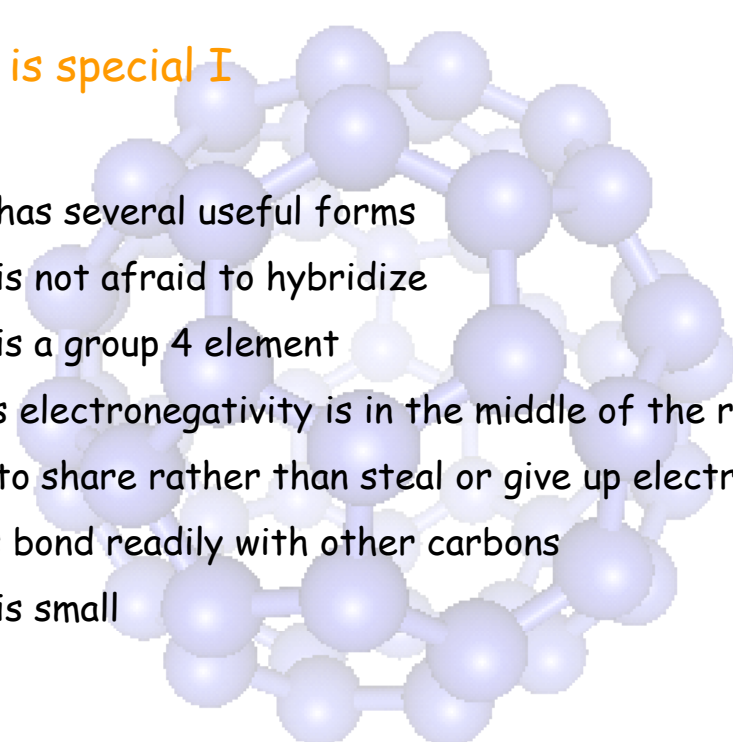 is special I
has several useful forms
is not afraid to hybridize
is a group 4 element
s electronegativity is in the middle of the r
to share rather than steal or give up electr
bond readily with other carbons
is small